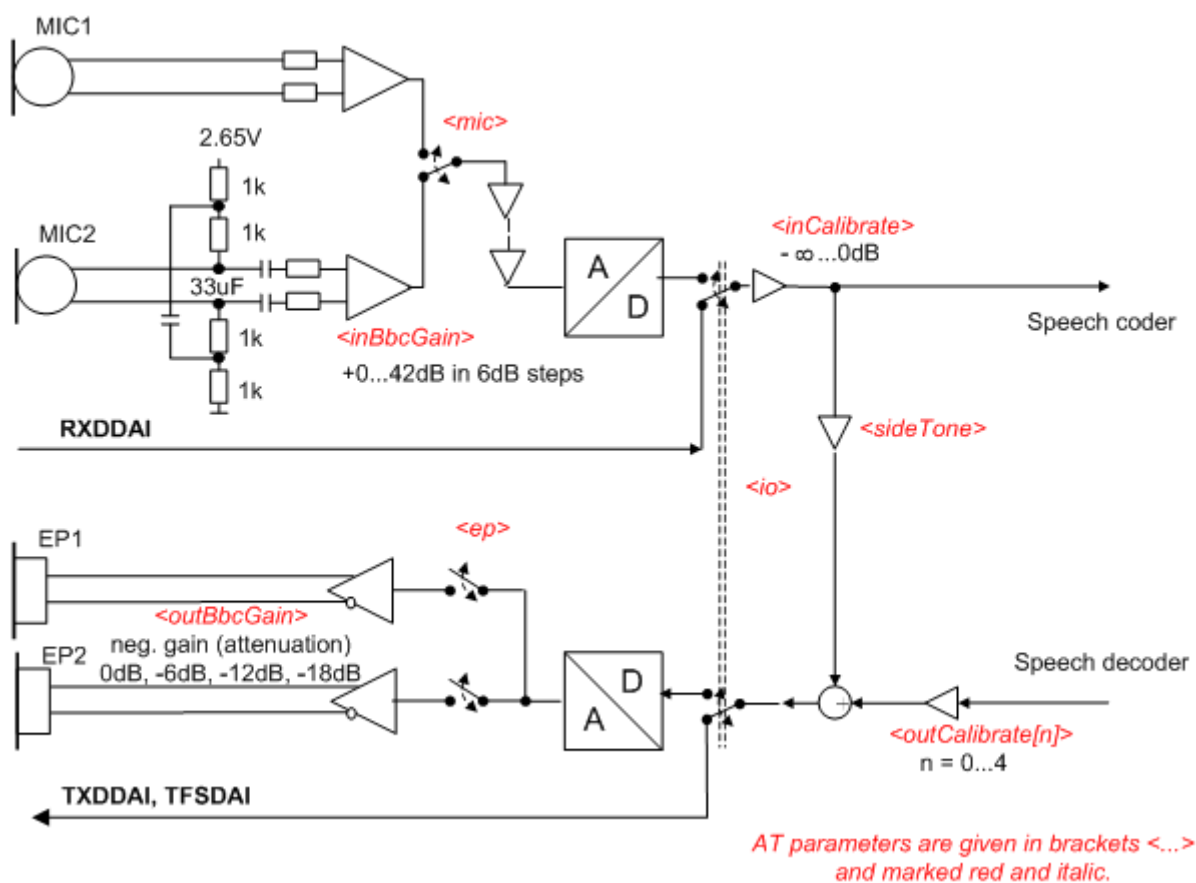 MIC1
<mic>
2.65V
1k
1k
MIC2
33uF
1k
1k
<inBbcGain>
+0...42dB in 6dB steps
A
D
<inCalibrate>
- ∞...0dB
Speech coder
RXDDAI
<sideTone>
<io>
<ep>
EP1
<outBbcGain>
neg. gain (attenuation)
0dB, -6dB, -12dB, -18dB
EP2
D
A
Speech decoder
<outCalibrate[n]>
n = 0...4
TXDDAI, TFSDAI
AT parameters are given in brackets <...>
and marked red and italic.